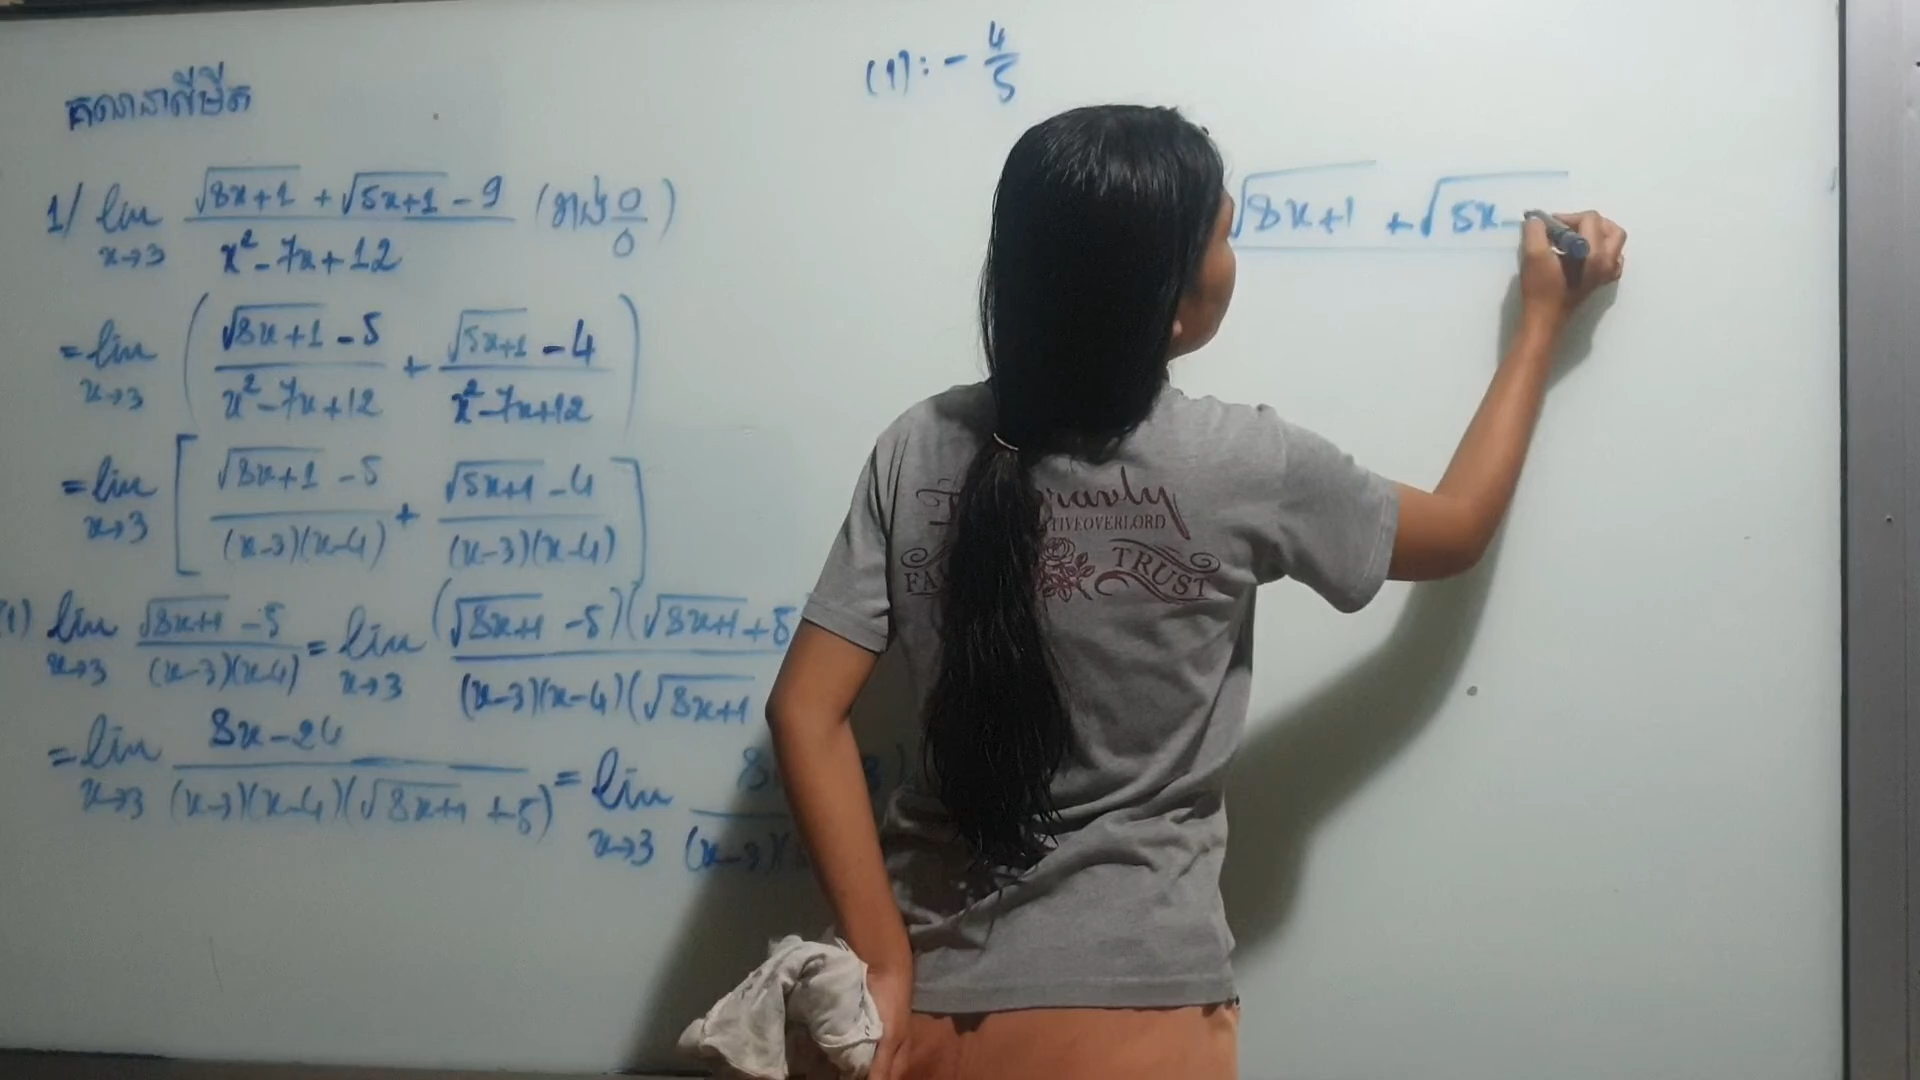 គណនាលីមីត
1/ lim x→3 (√(8x+1) + √(5x+1) - 9)/(x² - 7x + 12) (រាង 0/0)
= lim x→3 ( (√(8x+1) - 5)/(x² - 7x + 12) + (√(5x+1) - 4)/(x² - 7x + 12) )
= lim x→3 [ (√(8x+1) - 5)/((x-3)(x-4)) + (√(5x+1) - 4)/((x-3)(x-4)) ]
(1) lim x→3 (√(8x+1) - 5)/((x-3)(x-4)) = lim x→3 (√(8x+1) - 5)(√(8x+1) + 5 / (x-3)(x-4)(√(8x+1)
= lim x→3 (8x - 24)/((x-3)(x-4)(√(8x+1) + 5)) = lim x→3 8 / (x-3)
(1): - 4/5
√(8x+1) + √(5x
TRUST